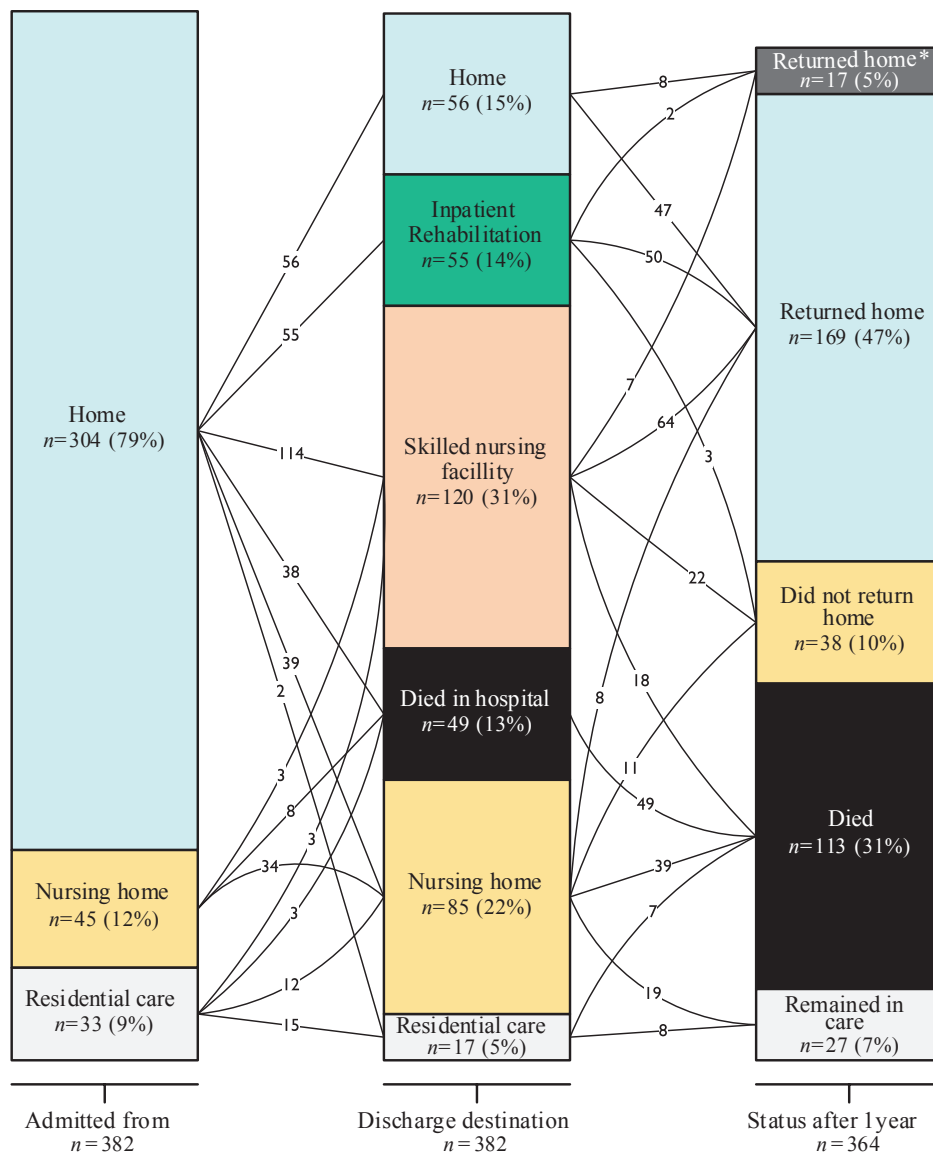 Home
n=304 (79%)
Nursing home
n=45 (12%)
Residential care
n=33 (9%)
56
55
114
38
39
2
3
8
34
3
3
12
15
Home
n=56 (15%)
Inpatient
Rehabilitation
n=55 (14%)
Skilled nursing
facillity
n=120 (31%)
Died in hospital
n=49 (13%)
Nursing home
n=85 (22%)
Residential care
n=17 (5%)
8
2
47
50
7
64
3
22
18
8
11
49
39
7
19
8
Returned home*
n=17 (5%)
Returned home
n=169 (47%)
Did not return
home
n=38 (10%)
Died
n=113 (31%)
Remained in
care
n=27 (7%)
Admitted from
n=382
Discharge destination
n=382
Status after 1year
n=364